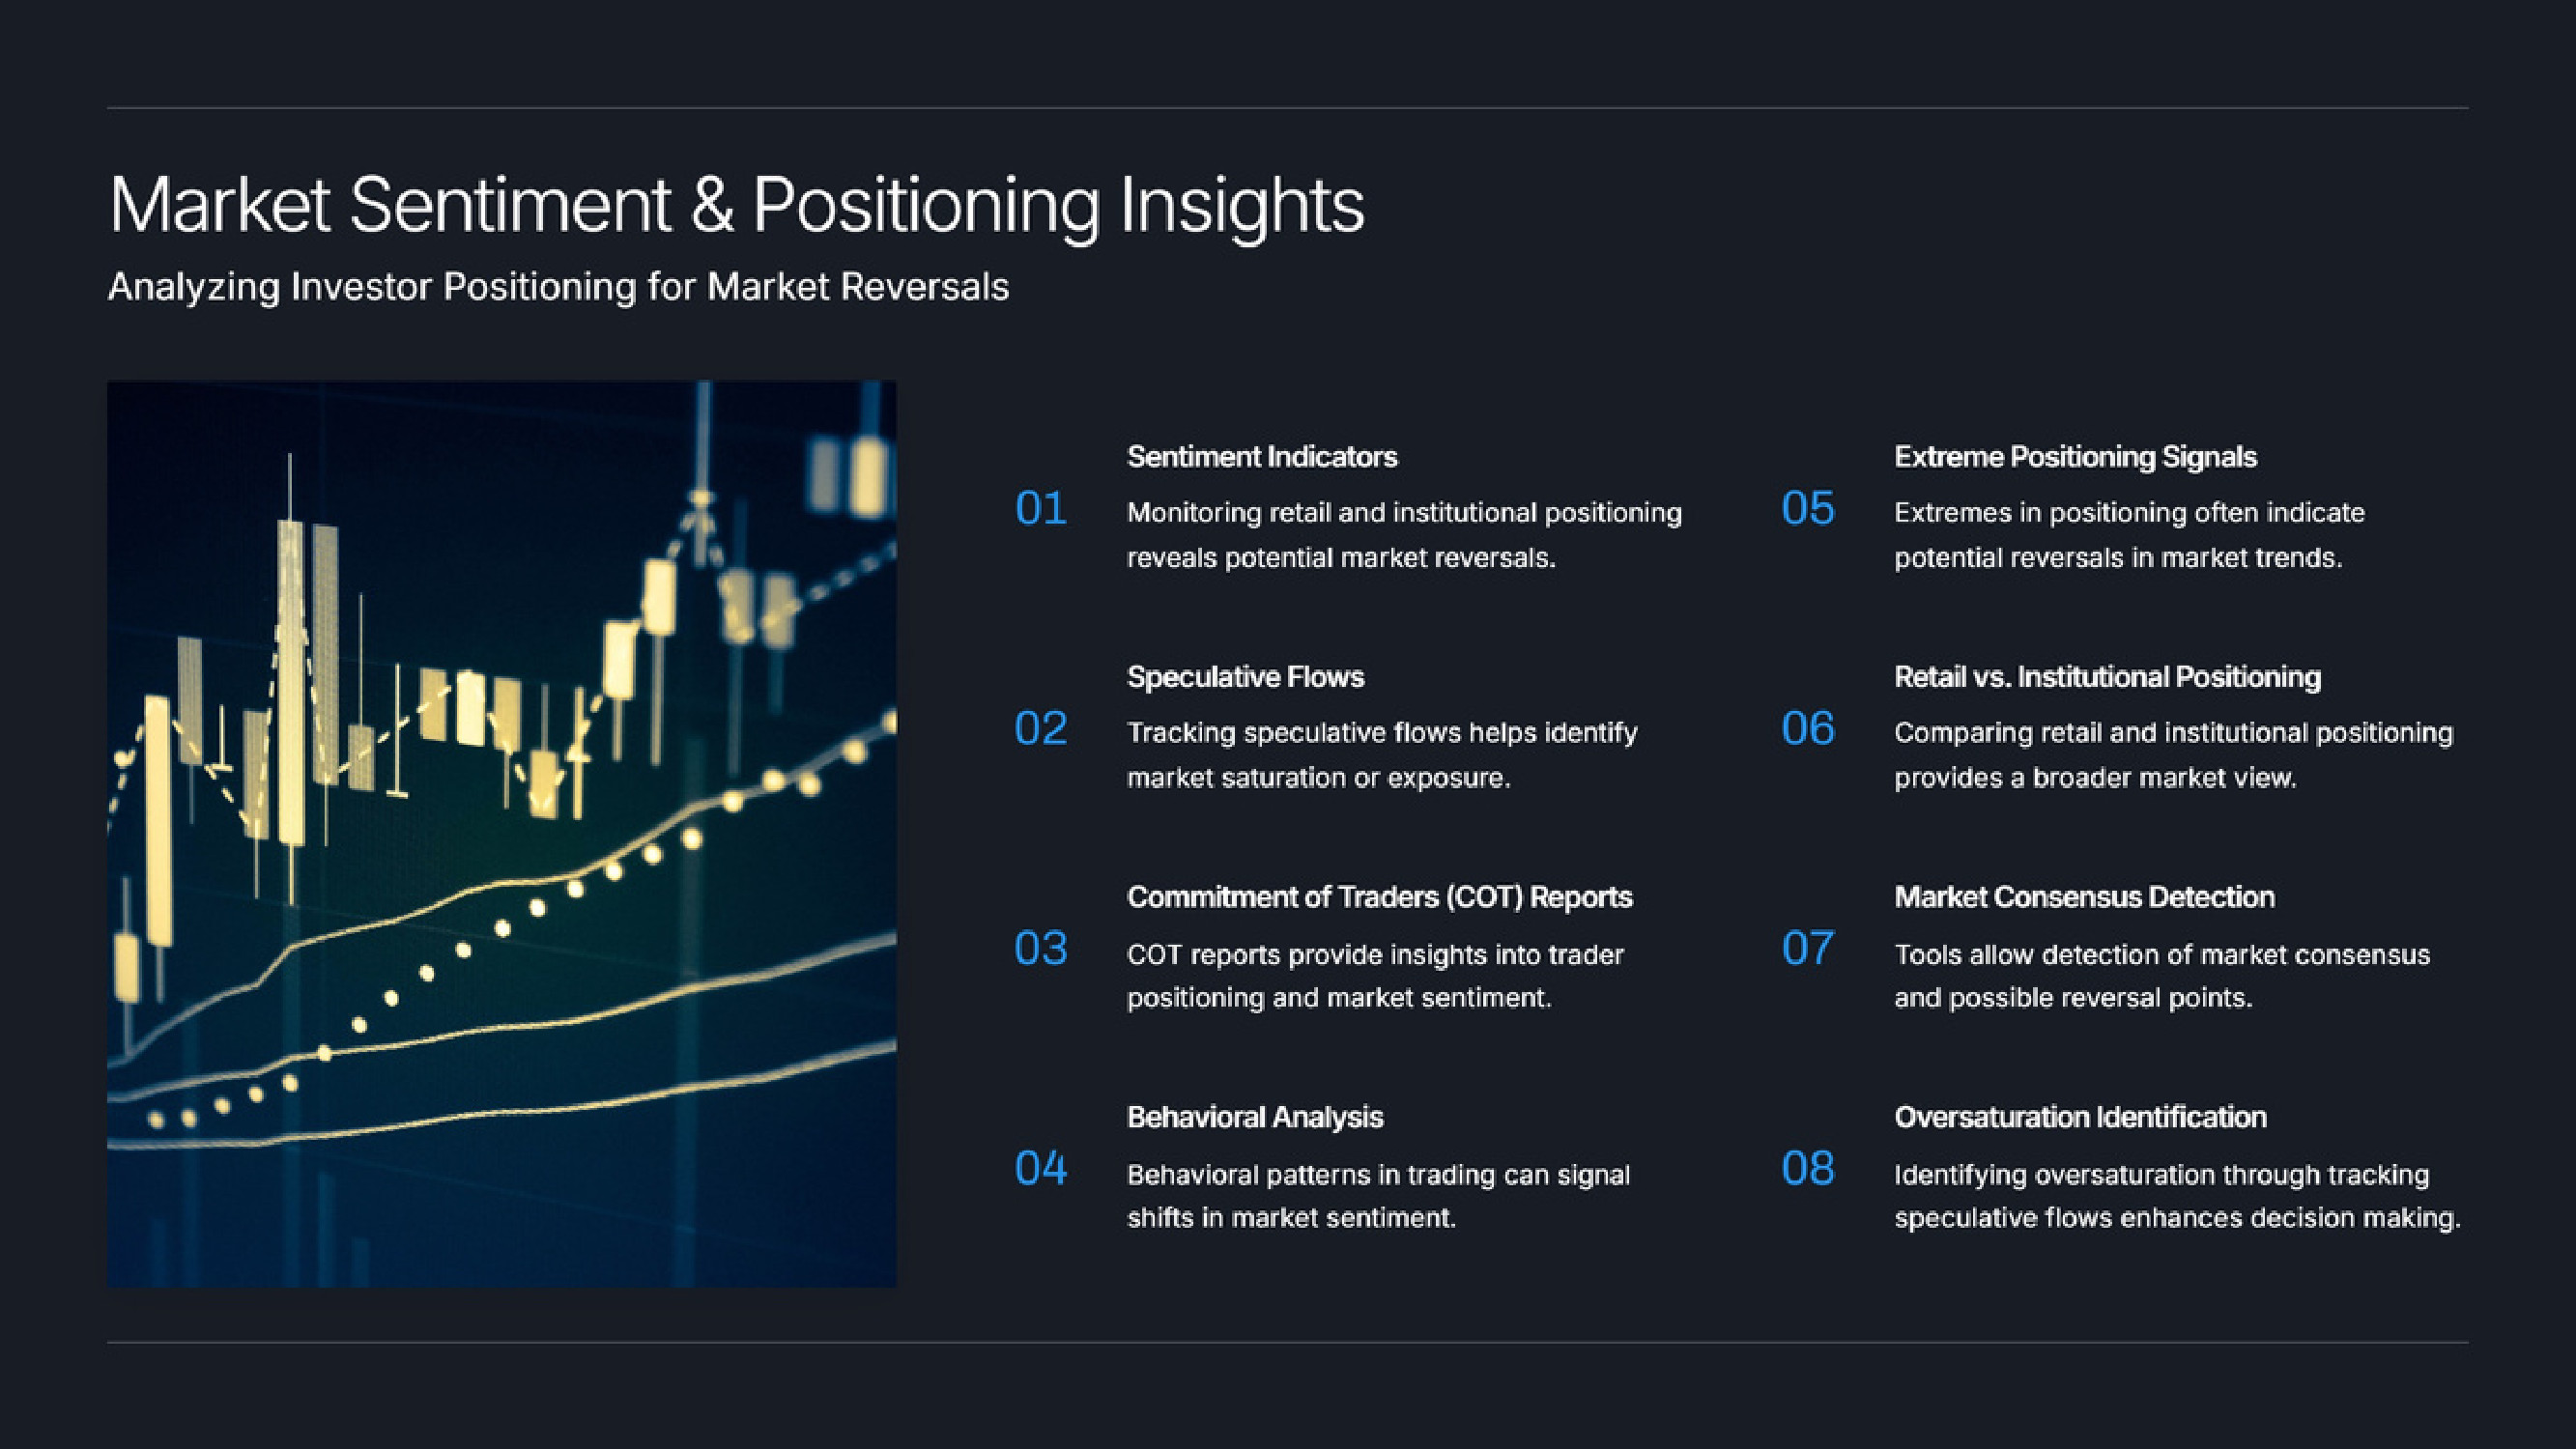 Market Sentiment & Positioning Insights
Analyzing Investor Positioning for Market Reversals
01
Sentiment Indicators
Monitoring retail and institutional positioning
reveals potential market reversals.
02
Speculative Flows
Tracking speculative flows helps identify
market saturation or exposure.
03
Commitment of Traders (COT) Reports
COT reports provide insights into trader
positioning and market sentiment.
04
Behavioral Analysis
Behavioral patterns in trading can signal
shifts in market sentiment.
05
Extreme Positioning Signals
Extremes in positioning often indicate
potential reversals in market trends.
06
Retail vs. Institutional Positioning
Comparing retail and institutional positioning
provides a broader market view.
07
Market Consensus Detection
Tools allow detection of market consensus
and possible reversal points.
08
Oversaturation Identification
Identifying oversaturation through tracking
speculative flows enhances decision making.